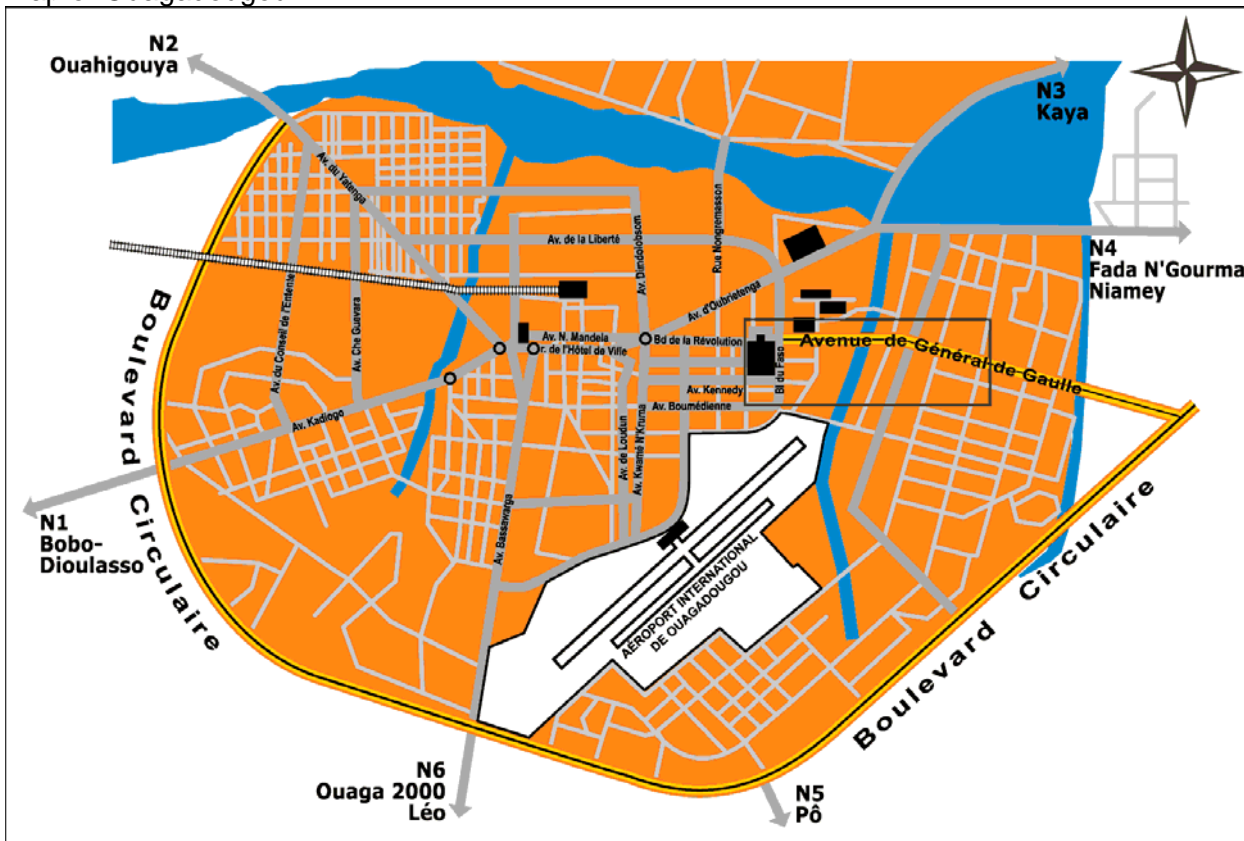 N2
Ouahigouya
N3
Kaya
N4
Fada N'Gourma
Niamey
Av. du Yatenga
Av. de la Liberté
Av. Dimdolobsom
Rue Nongremasson
Av. d'Oubrietenga
Av. du Conseil de l'Entente
Av. Che Guevara
Av. N. Mandela
r. de l'Hôtel de Ville
Bd de la Révolution
Avenue de Général de Gaulle
Bl du Faso
Av. Kennedy
Av. Boumédienne
Av. Kadiogo
Av. de Loudun
Av. Kwamé N'Kruma
Av. Bassawarga
AÉROPORT INTERNATIONAL
DE OUAGADOUGOU
Boulevard Circulaire
Boulevard Circulaire
N1
Bobo-
Dioulasso
N6
Ouaga 2000
Léo
N5
Pô